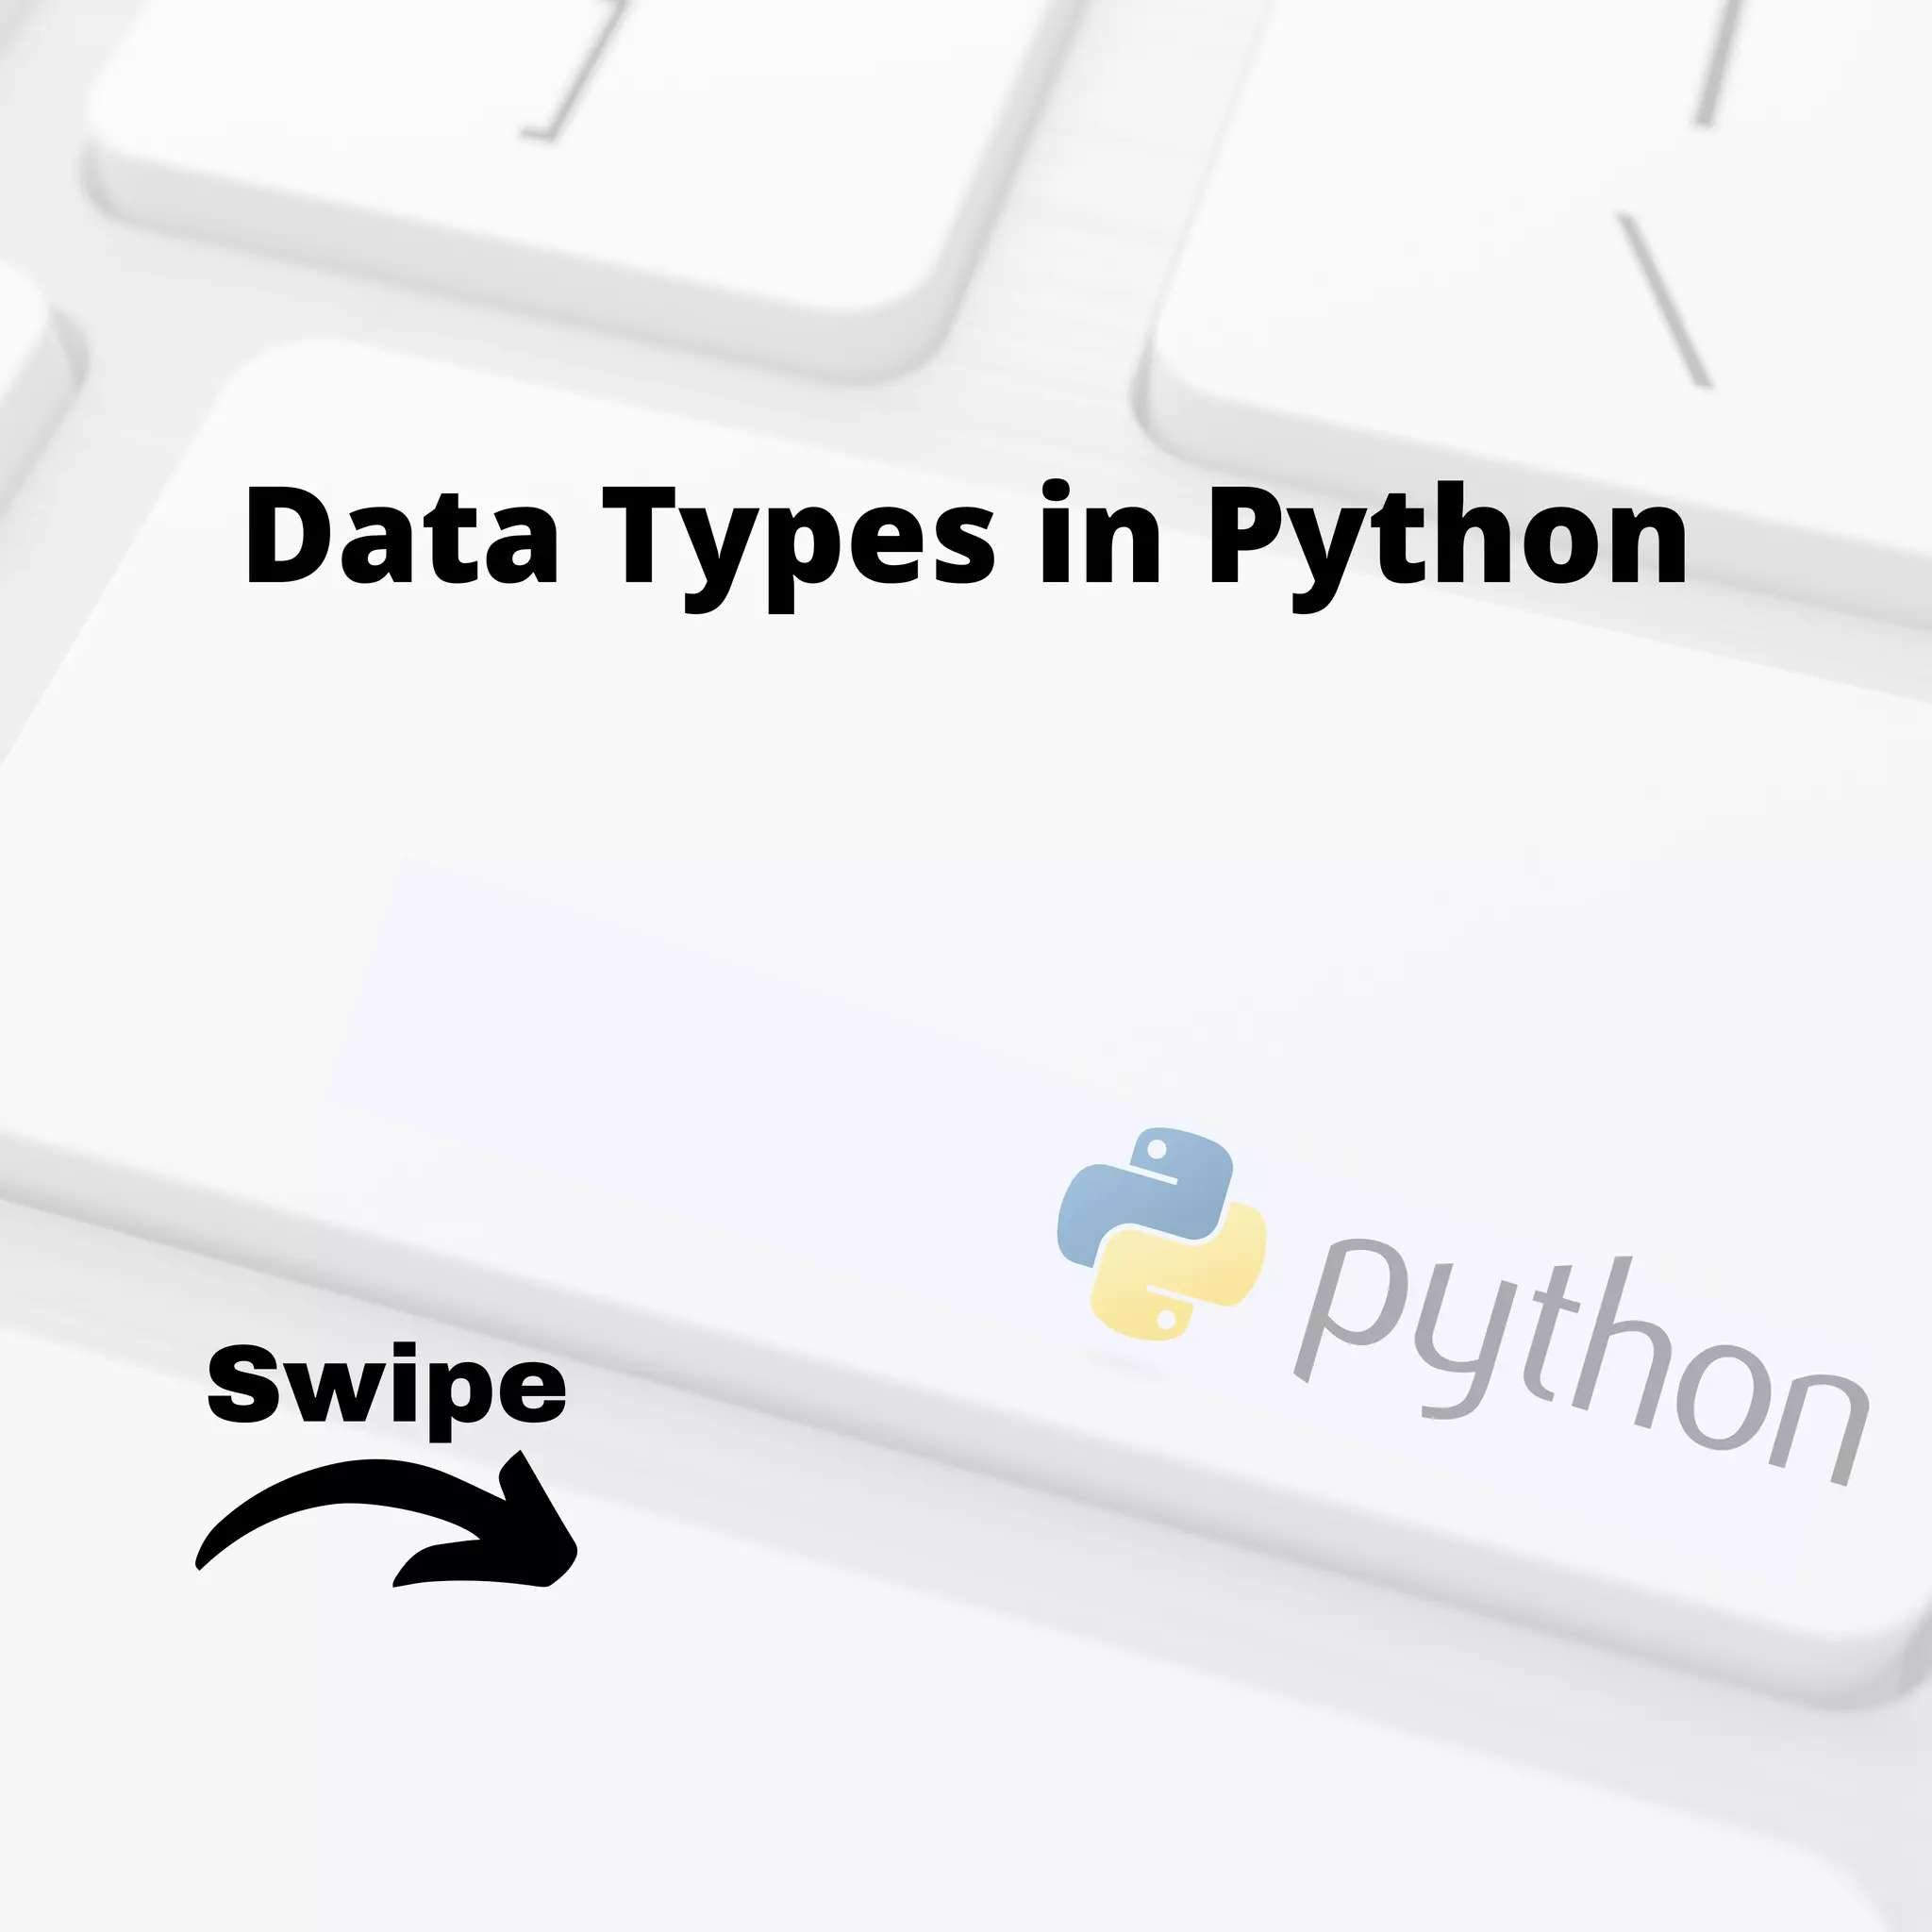 ]
|
\
Data Types in Python
python
Swipe